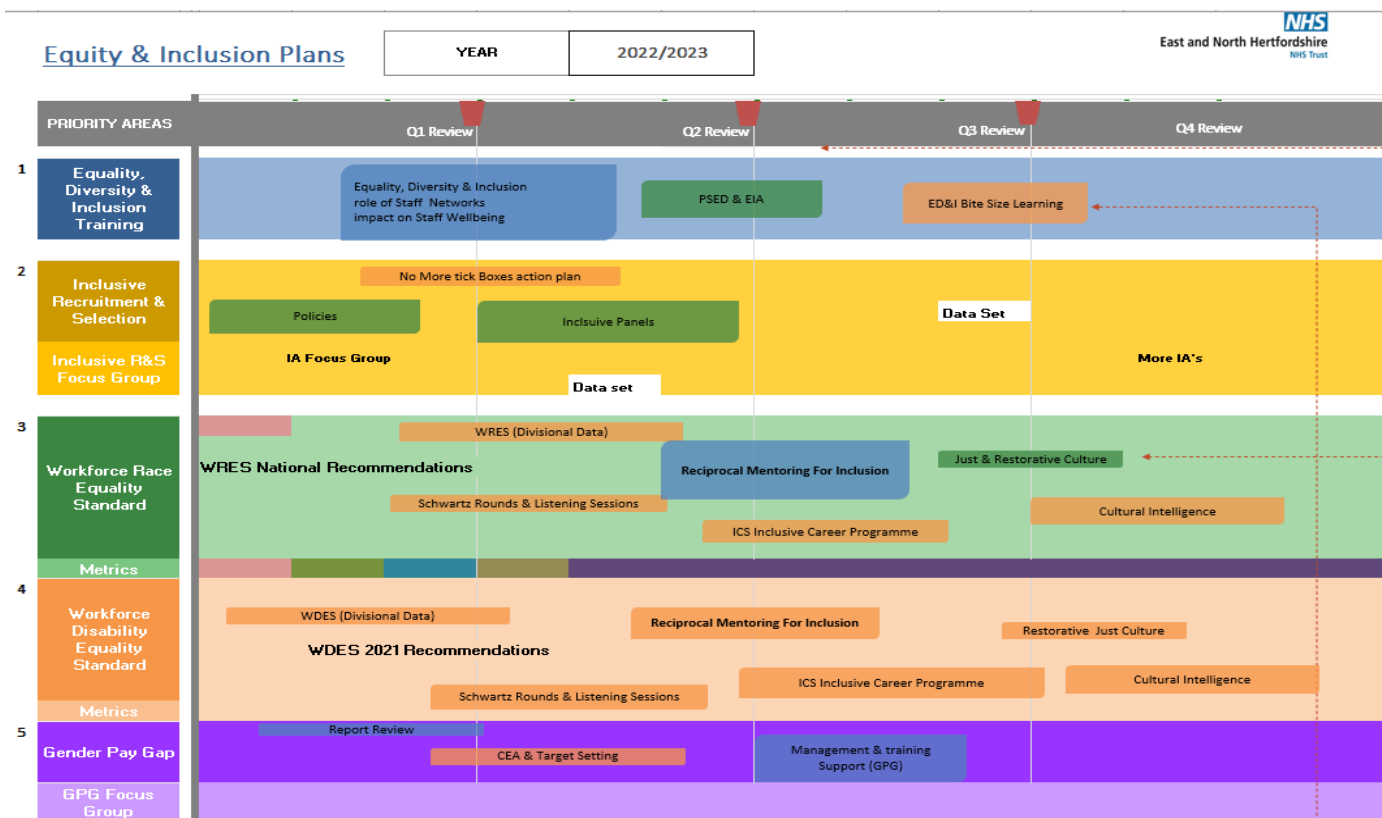 NHS
East and North Hertfordshire
NHS Trust
Equity & Inclusion Plans
YEAR
2022/2023
PRIORITY AREAS
Q1 Review
Q2 Review
Q3 Review
Q4 Review
1
Equality,
Diversity &
Inclusion
Training
Equality, Diversity & Inclusion
role of Staff Networks
impact on Staff Wellbeing
PSED & EIA
ED&I Bite Size Learning
2
Inclusive
Recruitment &
Selection
No More tick Boxes action plan
Policies
Inclsuive Panels
Data Set
Inclusive R&S
Focus Group
IA Focus Group
More IA's
Data set
3
Workforce Race
Equality
Standard
WRES (Divisional Data)
WRES National Recommendations
Reciprocal Mentoring For Inclusion
Just & Restorative Culture
Schwartz Rounds & Listening Sessions
Cultural Intelligence
ICS Inclusive Career Programme
Metrics
4
Workforce
Disability
Equality
Standard
WDES (Divisional Data)
Reciprocal Mentoring For Inclusion
Restorative Just Culture
WDES 2021 Recommendations
ICS Inclusive Career Programme
Cultural Intelligence
Schwartz Rounds & Listening Sessions
Metrics
5
Gender Pay Gap
Report Review
CEA & Target Setting
Management & training
Support (GPG)
GPG Focus
Group